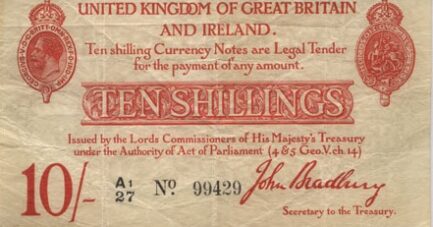 UNITED KINGDOM OF GREAT BRITAIN
AND IRELAND.
Ten shilling Currency Notes are Legal Tender
for the payment of any amount.
TEN SHILLINGS
Issued by the Lords Commissioners of His Majesty's Treasury
under the Authority of Act of Parliament (4 & 5 Geo. V. ch. 14)
10/- A1/27 No. 99429 John Bradbury
Secretary to the Treasury.